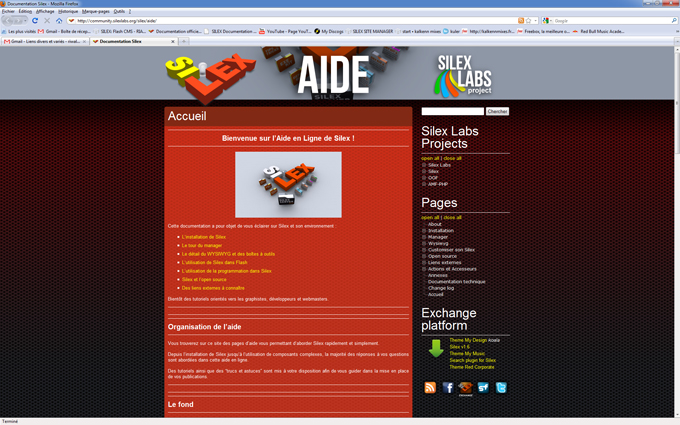 Documentation Silex - Mozilla Firefox
Fichier Édition Affichage Historique Marque-pages Outils ?
http://community.silexlabs.org/silex/aide/
Google
Les plus visités Gmail - Boîte de récep... SILEX: Flash CMS - RIA... Documentation officie... SILEX Documentation ... YouTube - Page YouT... My Discogs SILEX SITE MANAGER start • kalkenn mixes buler Freebox, la meilleure o... Red Bull Music Acade...
Gmail - Liens divers et variés - Documentation Silex
SILEX
AIDE
SILEX
LABS
project
Accueil
Bienvenue sur l'Aide en Ligne de Silex !
SILEX
Cette documentation a pour objet de vous éclairer sur Silex et son environnement :
L'installation de Silex
Le tour du manager
Le détail du WYSIWYG et des boîtes à outils
L'utilisation de Silex dans Flash
L'utilisation de la programmation dans Silex
Silex et l'open source
Des liens externes à connaître
Bientôt des tutoriels orientés vers les graphistes, développeurs et webmasters.
Organisation de l'aide
Vous trouverez sur ce site des pages d'aide vous permettant d'aborder Silex rapidement et simplement.
Depuis l'installation de Silex jusqu'à l'utilisation de composants complexes, la majorité des réponses à vos questions
sont abordées dans cette aide en ligne.
Des tutoriels ainsi que des "trucs et astuces" sont mis à votre disposition afin de vous guider dans la mise en place
de vos publications.
Le fond
Chercher
Silex Labs
Projects
open all | close all
Silex Labs
Silex
OOF
AMF-PHP
Pages
open all | close all
About
Installation
Manager
Wysiwyg
Customiser son Silex
Open source
Liens externes
Actions et Accesseurs
Annexes
Documentation technique
Change log
Accueil
Exchange
platform
Theme My Design Aoala
Silex v1.6
Theme My Music
Search plugin for Silex
Theme Red Corporate
Terminé